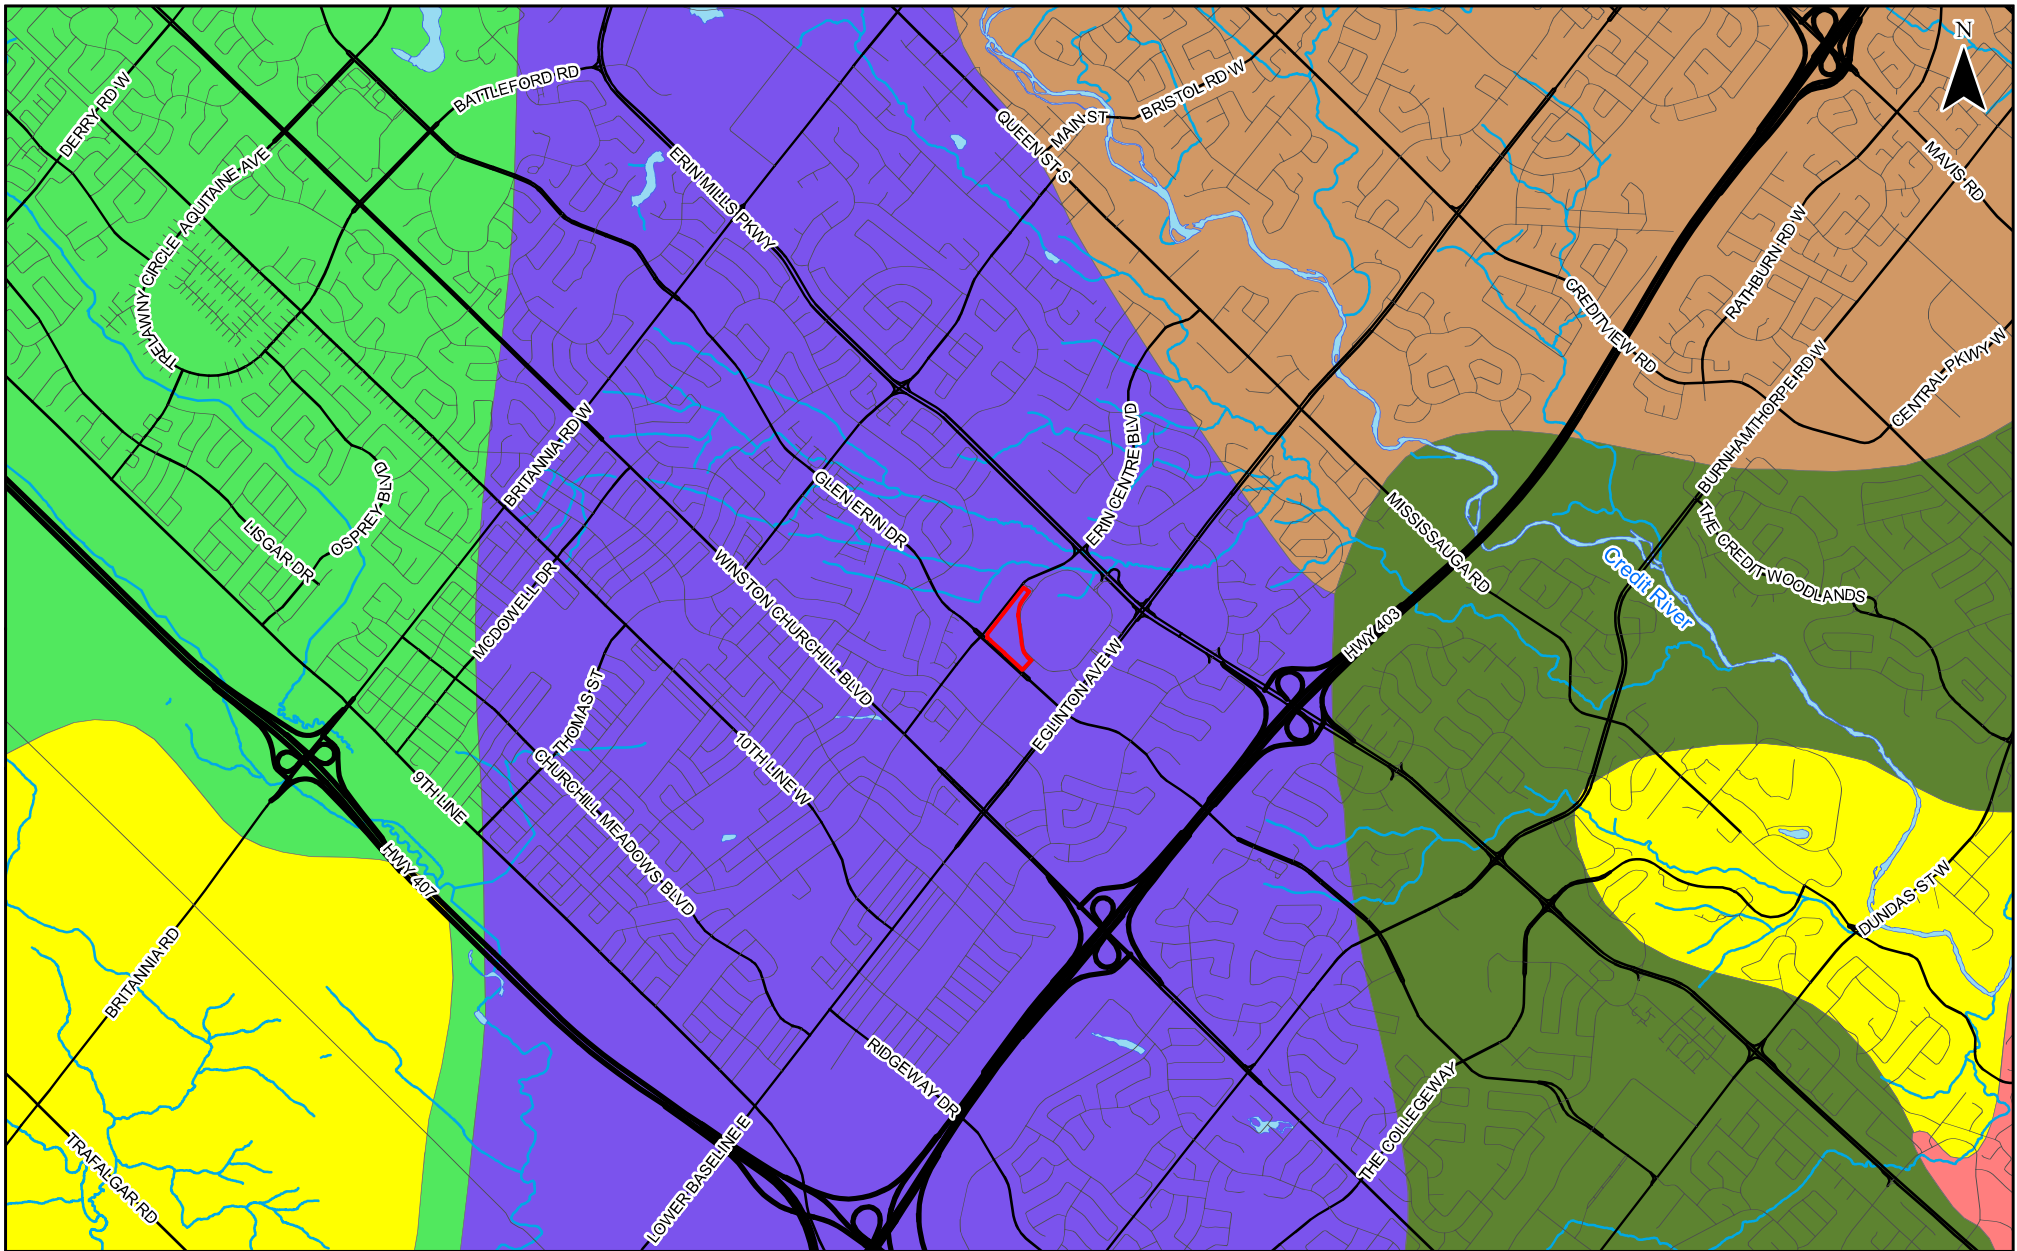 N
DERRY RD W
BATTLEFORD RD
BRISTOL RD W
MAIN ST
QUEEN ST S
MAVIS RD
TRELAWNY CIRCLE
AQUITAINE AVE
ERIN MILLS PKWY
RATHBURN RD W
CREDITVIEW RD
CENTRAL PKWY W
BURNHAMTHORPE RD W
BRITANNIA RD W
ERIN CENTRE BLVD
GLEN ERIN DR
OSPREY BLVD
LISGAR DR
MISSISSAUGA RD
THE CREDIT WOODLANDS
Credit River
MCDOWELL DR
WINSTON CHURCHILL BLVD
HWY 403
EGLINTON AVE W
THOMAS ST
10TH LINE W
CHURCHILL MEADOWS BLVD
9TH LINE
HWY 407
DUNDAS ST W
BRITANNIA RD
RIDGEWAY DR
THE COLLEGEWAY
LOWER BASELINE E
TRAFALGAR RD